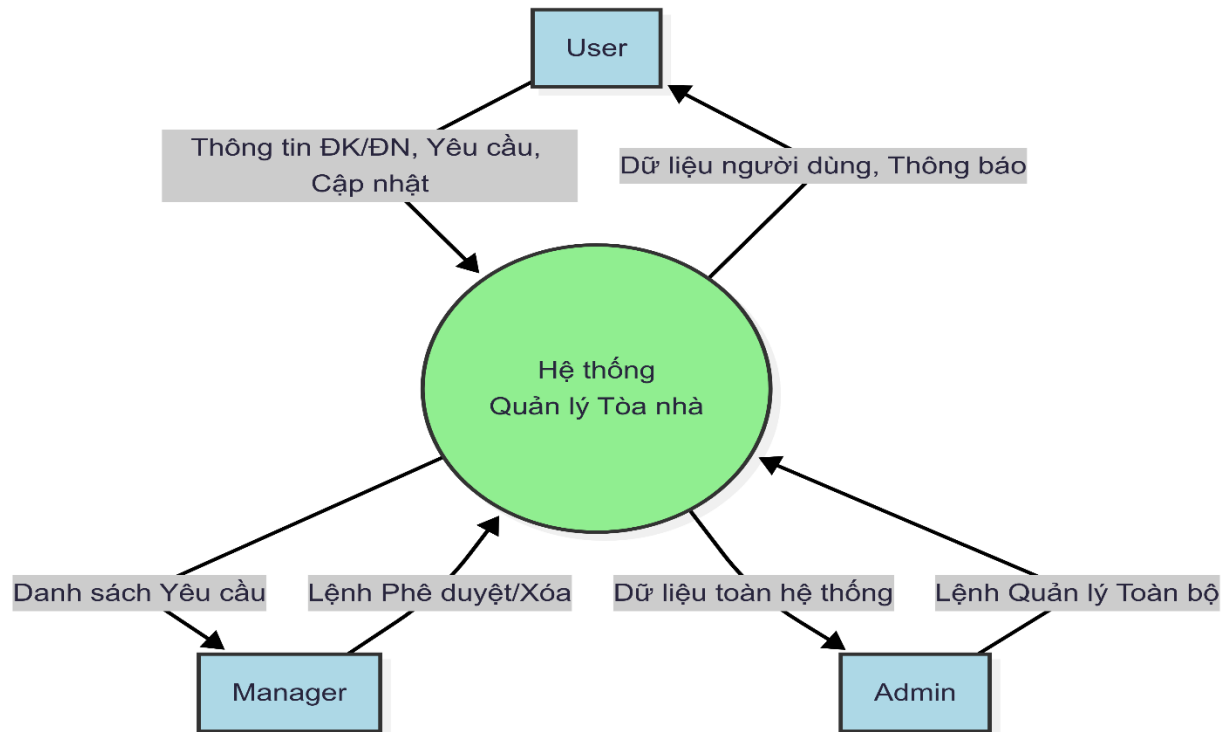 User
Thông tin ĐK/ĐN, Yêu cầu,
Cập nhật
Dữ liệu người dùng, Thông báo
Hệ thống
Quản lý Tòa nhà
Danh sách Yêu cầu
Lệnh Phê duyệt/Xóa
Dữ liệu toàn hệ thống
Lệnh Quản lý Toàn bộ
Manager
Admin